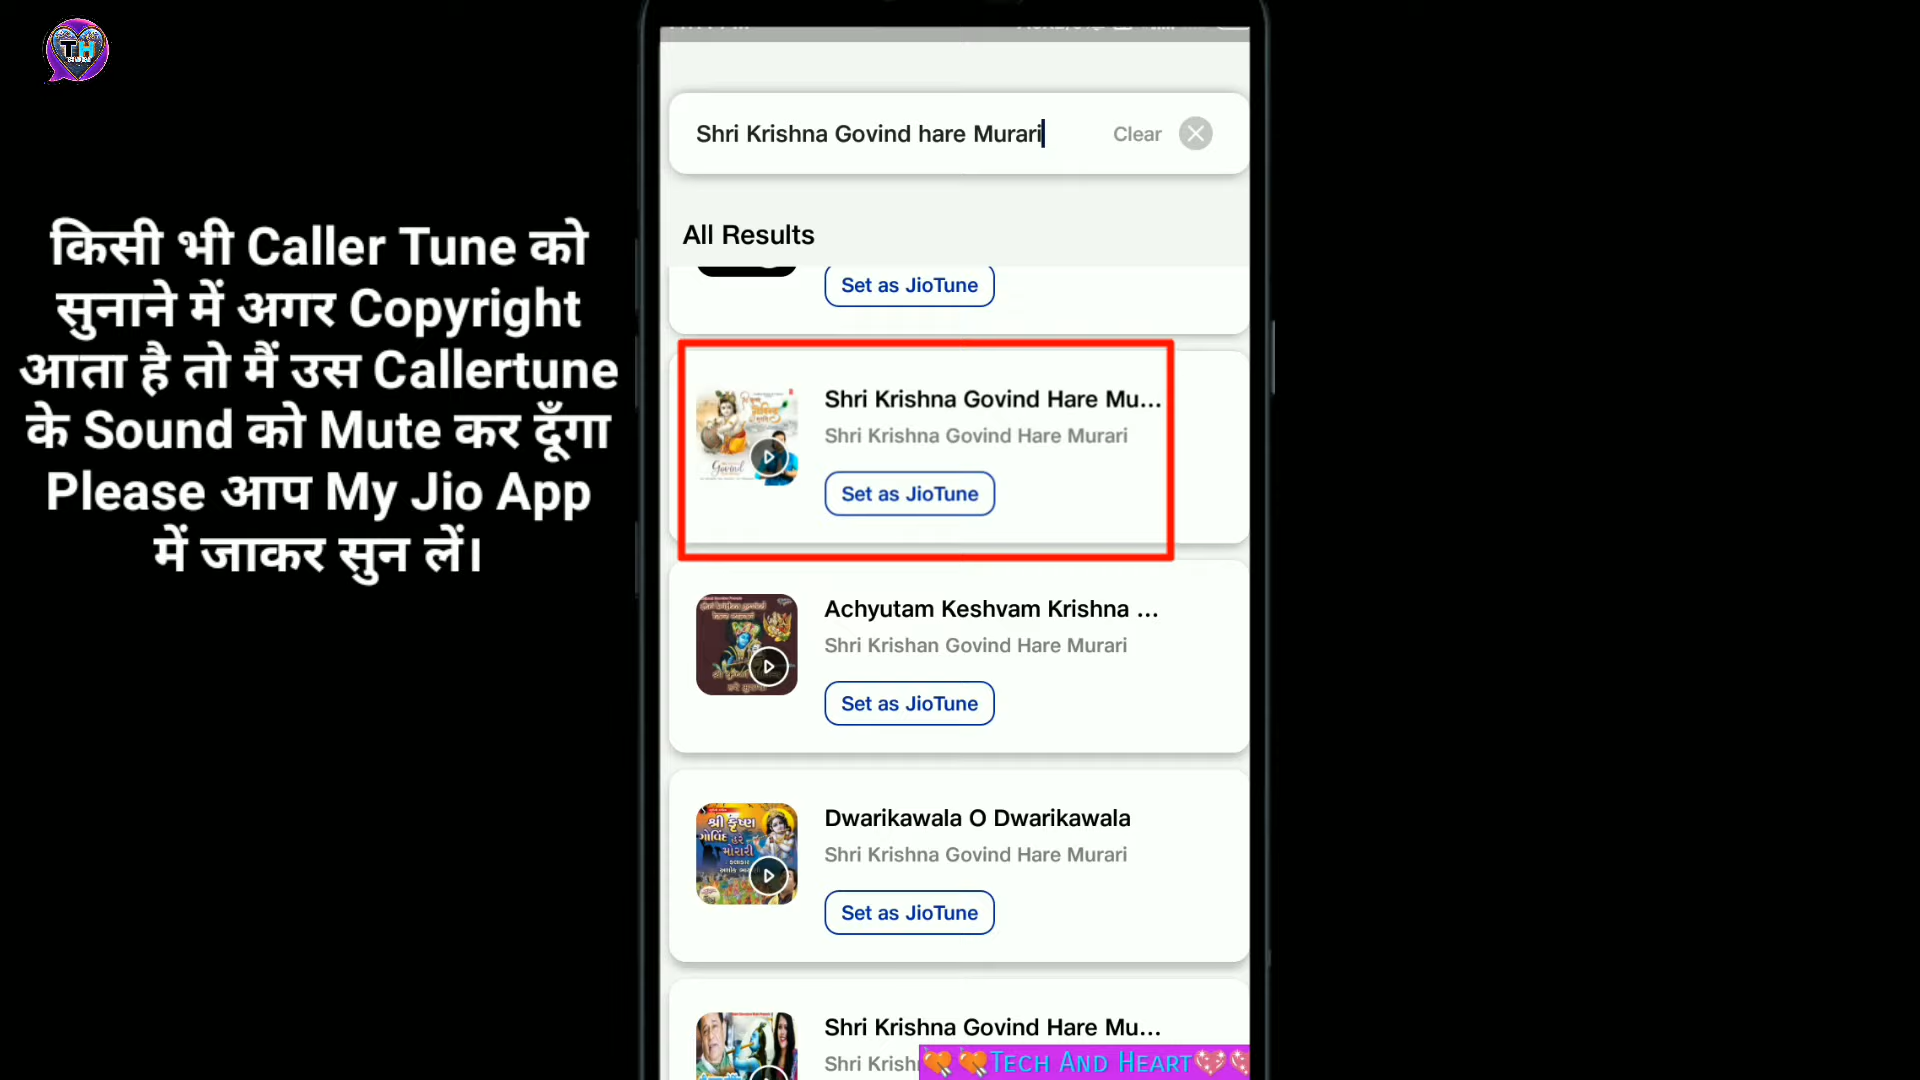 TH
Shri Krishna Govind hare Murari
Clear
All Results
Set as JioTune
किसी भी Caller Tune को
सुनाने में अगर Copyright
आता है तो मैं उस Callertune
के Sound को Mute कर दूँगा
Please आप My Jio App
में जाकर सुन लें।
Shri Krishna Govind Hare Mu...
Shri Krishna Govind Hare Murari
Govind
Set as JioTune
Achyutam Keshvam Krishna ...
Shri Krishan Govind Hare Murari
Set as JioTune
Dwarikawala O Dwarikawala
Shri Krishna Govind Hare Murari
શ્રી કૃષ્ણ
ગોવિંદ હરે
મોરારી
Set as JioTune
Shri Krishna Govind Hare Mu...
Shri Krish
TECH AND HEART